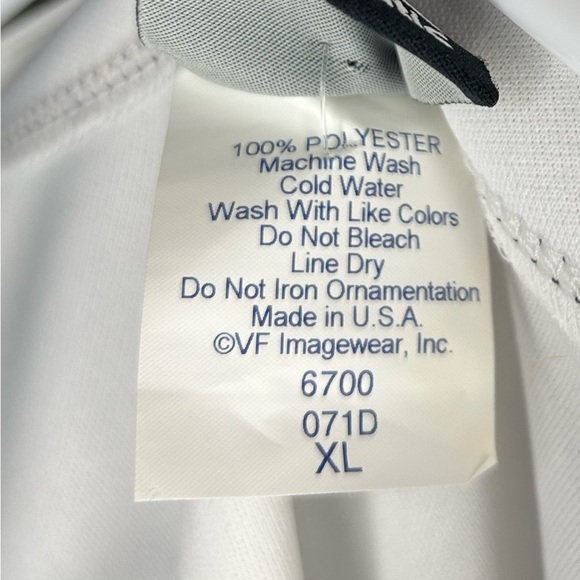 100% POLYESTER
Machine Wash
Cold Water
Wash With Like Colors
Do Not Bleach
Line Dry
Do Not Iron Ornamentation
Made in U.S.A.
©VF Imagewear, Inc.
6700
071D
XL